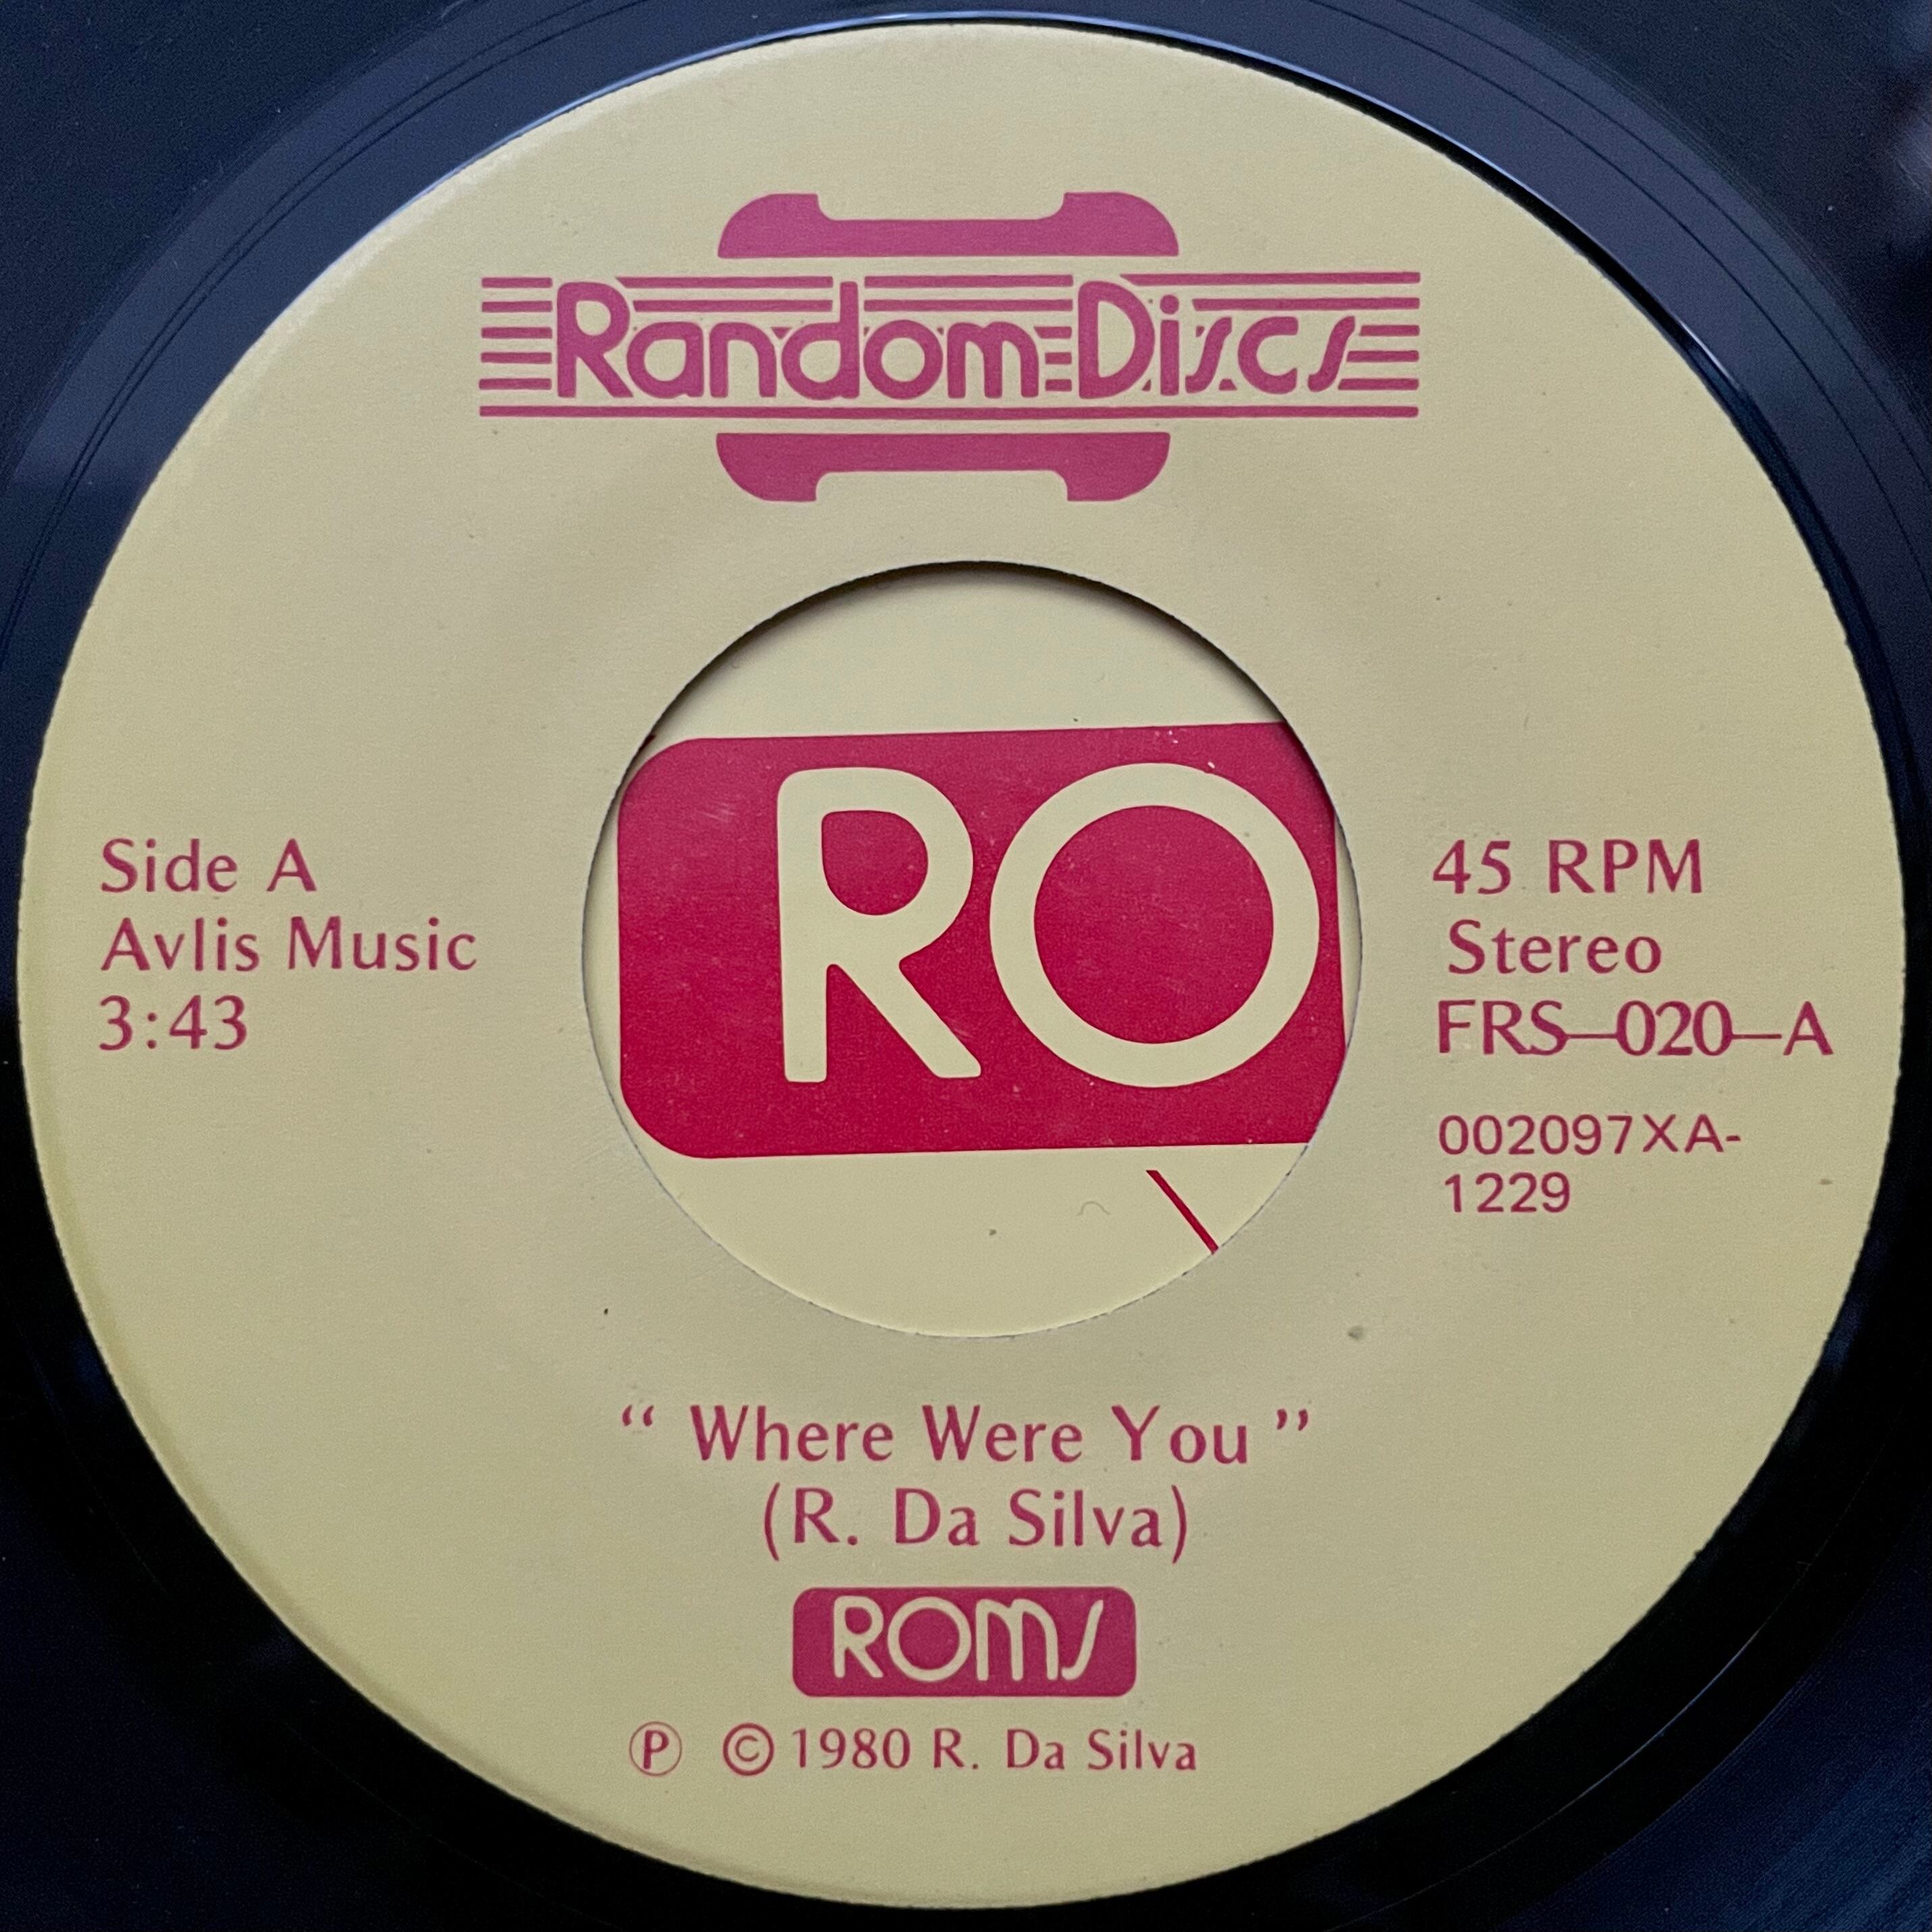 Random Discs
RO
Side A
Avlis Music
3:43
45 RPM
Stereo
FRS—020—A
002097XA-
1229
“ Where Were You ”
(R. Da Silva)
ROMS
Ⓟ © 1980 R. Da Silva